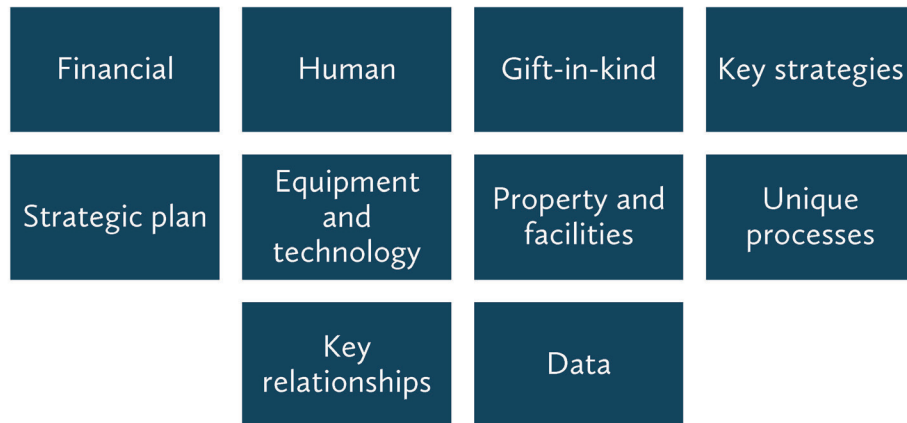 Financial
Human
Gift-in-kind
Key strategies
Strategic plan
Equipment
and
technology
Property and
facilities
Unique
processes
Key
relationships
Data